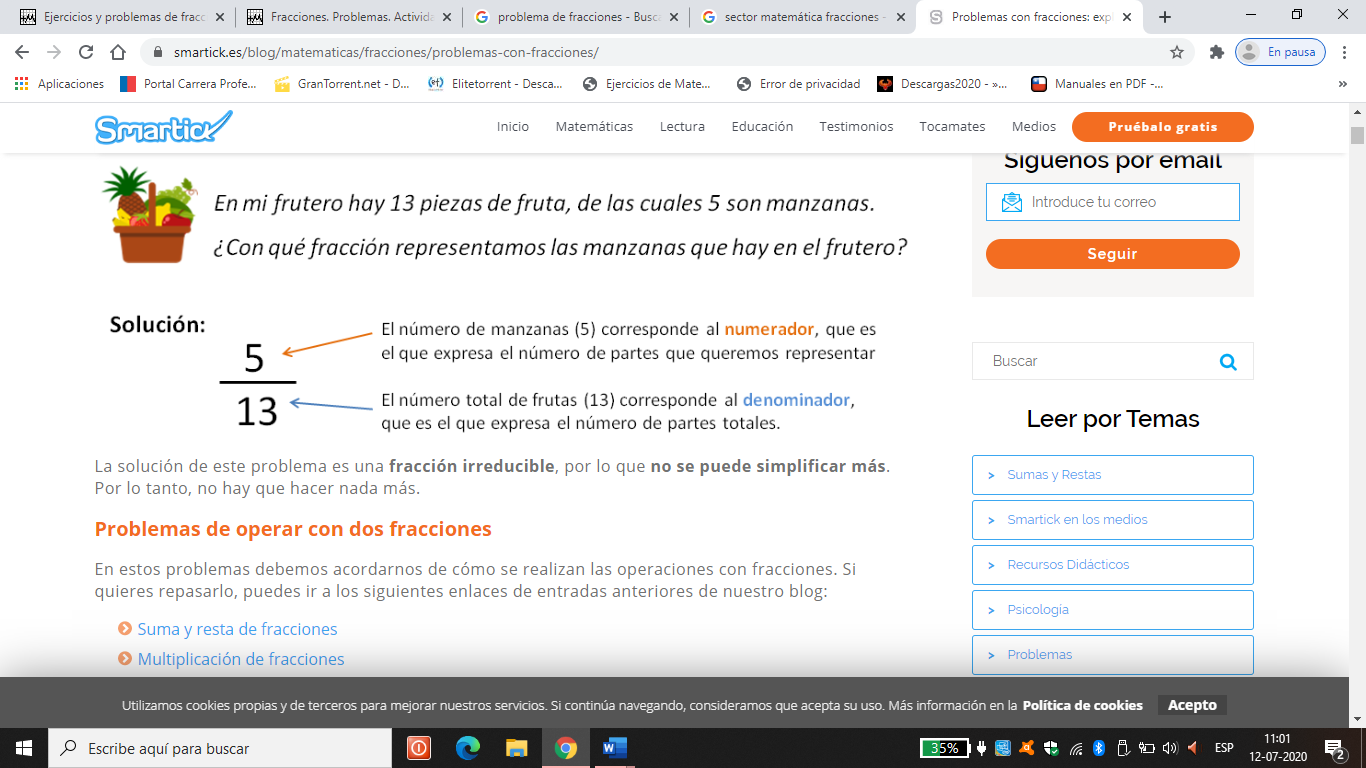 Ejercicios y problemas de fracc
Fracciones. Problemas. Activida
problema de fracciones - Busca
sector matemática fracciones -
Problemas con fracciones: expl
smartick.es/blog/matematicas/fracciones/problemas-con-fracciones/
En pausa
Aplicaciones
Portal Carrera Profe...
GranTorrent.net - D...
Elitetorrent - Desca...
Ejercicios de Mate...
Error de privacidad
Descargas2020 - »...
Manuales en PDF -...
»
Smartick
Inicio
Matemáticas
Lectura
Educación
Testimonios
Tocamates
Medios
Pruébalo gratis
En mi frutero hay 13 piezas de fruta, de las cuales 5 son manzanas.
¿Con qué fracción representamos las manzanas que hay en el frutero?
Solución:
5
13
El número de manzanas (5) corresponde al numerador, que es
el que expresa el número de partes que queremos representar
El número total de frutas (13) corresponde al denominador,
que es el que expresa el número de partes totales.
La solución de este problema es una fracción irreducible, por lo que no se puede simplificar más.
Por lo tanto, no hay que hacer nada más.
Problemas de operar con dos fracciones
En estos problemas debemos acordarnos de cómo se realizan las operaciones con fracciones. Si
quieres repasarlo, puedes ir a los siguientes enlaces de entradas anteriores de nuestro blog:
Suma y resta de fracciones
Multiplicación de fracciones
Síguenos por email
Introduce tu correo
Seguir
Buscar
Leer por Temas
> Sumas y Restas
> Smartick en los medios
> Recursos Didácticos
> Psicologia
> Problemas
Utilizamos cookies propias y de terceros para mejorar nuestros servicios. Si continúa navegando, consideramos que acepta su uso. Más información en la Política de cookies Acepto
Escribe aquí para buscar
35%
ESP
11:01
12-07-2020
2